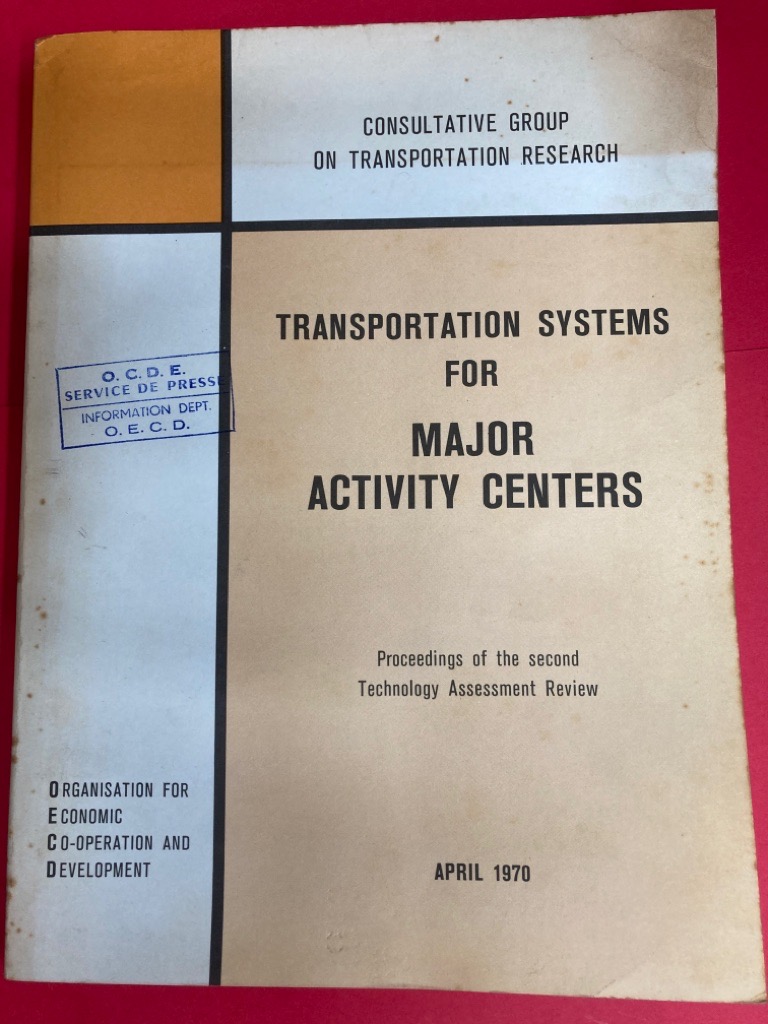 CONSULTATIVE GROUP
ON TRANSPORTATION RESEARCH
TRANSPORTATION SYSTEMS
FOR
MAJOR
ACTIVITY CENTERS
O. C. D. E.
SERVICE DE PRESSE
INFORMATION DEPT.
O. E. C. D.
Proceedings of the second
Technology Assessment Review
ORGANISATION FOR
ECONOMIC
CO-OPERATION AND
DEVELOPMENT
APRIL 1970